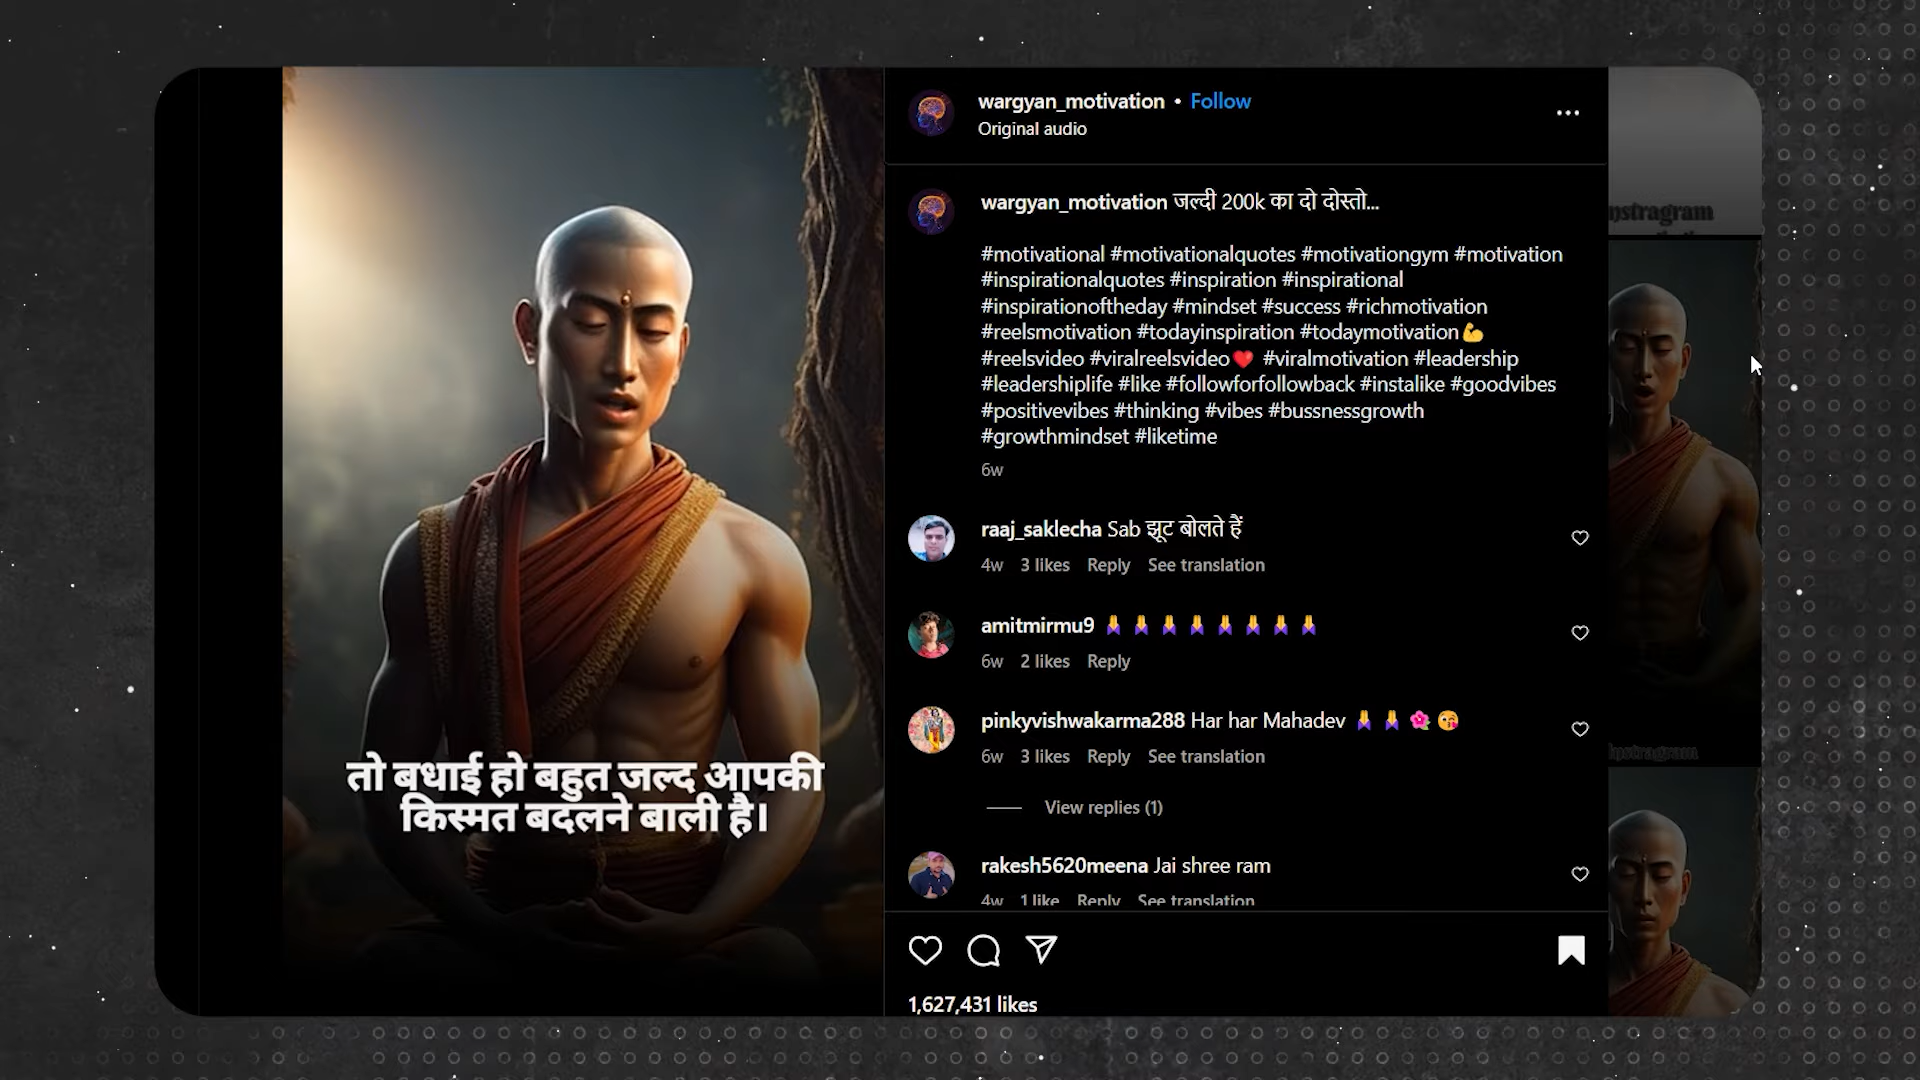 wargyan_motivation • Follow
Original audio
wargyan_motivation जल्दी 200k का दो दोस्तो...
#motivational #motivationalquotes #motivationgym #motivation
#inspirationalquotes #inspiration #inspirational
#inspirationoftheday #mindset #success #richmotivation
#reelsmotivation #todayinspiration #todaymotivation💪
#reelsvideo #viralreelsvideo❤️ #viralmotivation #leadership
#leadershiplife #like #followforfollowback #instalike #goodvibes
#positivevibes #thinking #vibes #bussnessgrowth
#growthmindset #liketime
6w
raaj_saklecha Sab झूट बोलते हैं
4w 3 likes Reply See translation
amitmirmu9 🙏🙏🙏🙏🙏🙏🙏🙏
6w 2 likes Reply
pinkyvishwakarma288 Har har Mahadev 🙏🙏🌺😘
6w 3 likes Reply See translation
View replies (1)
rakesh5620meena Jai shree ram
4w 1 like Reply See translation
1,627,431 likes
तो बधाई हो बहुत जल्द आपकी
किस्मत बदलने बाली है।